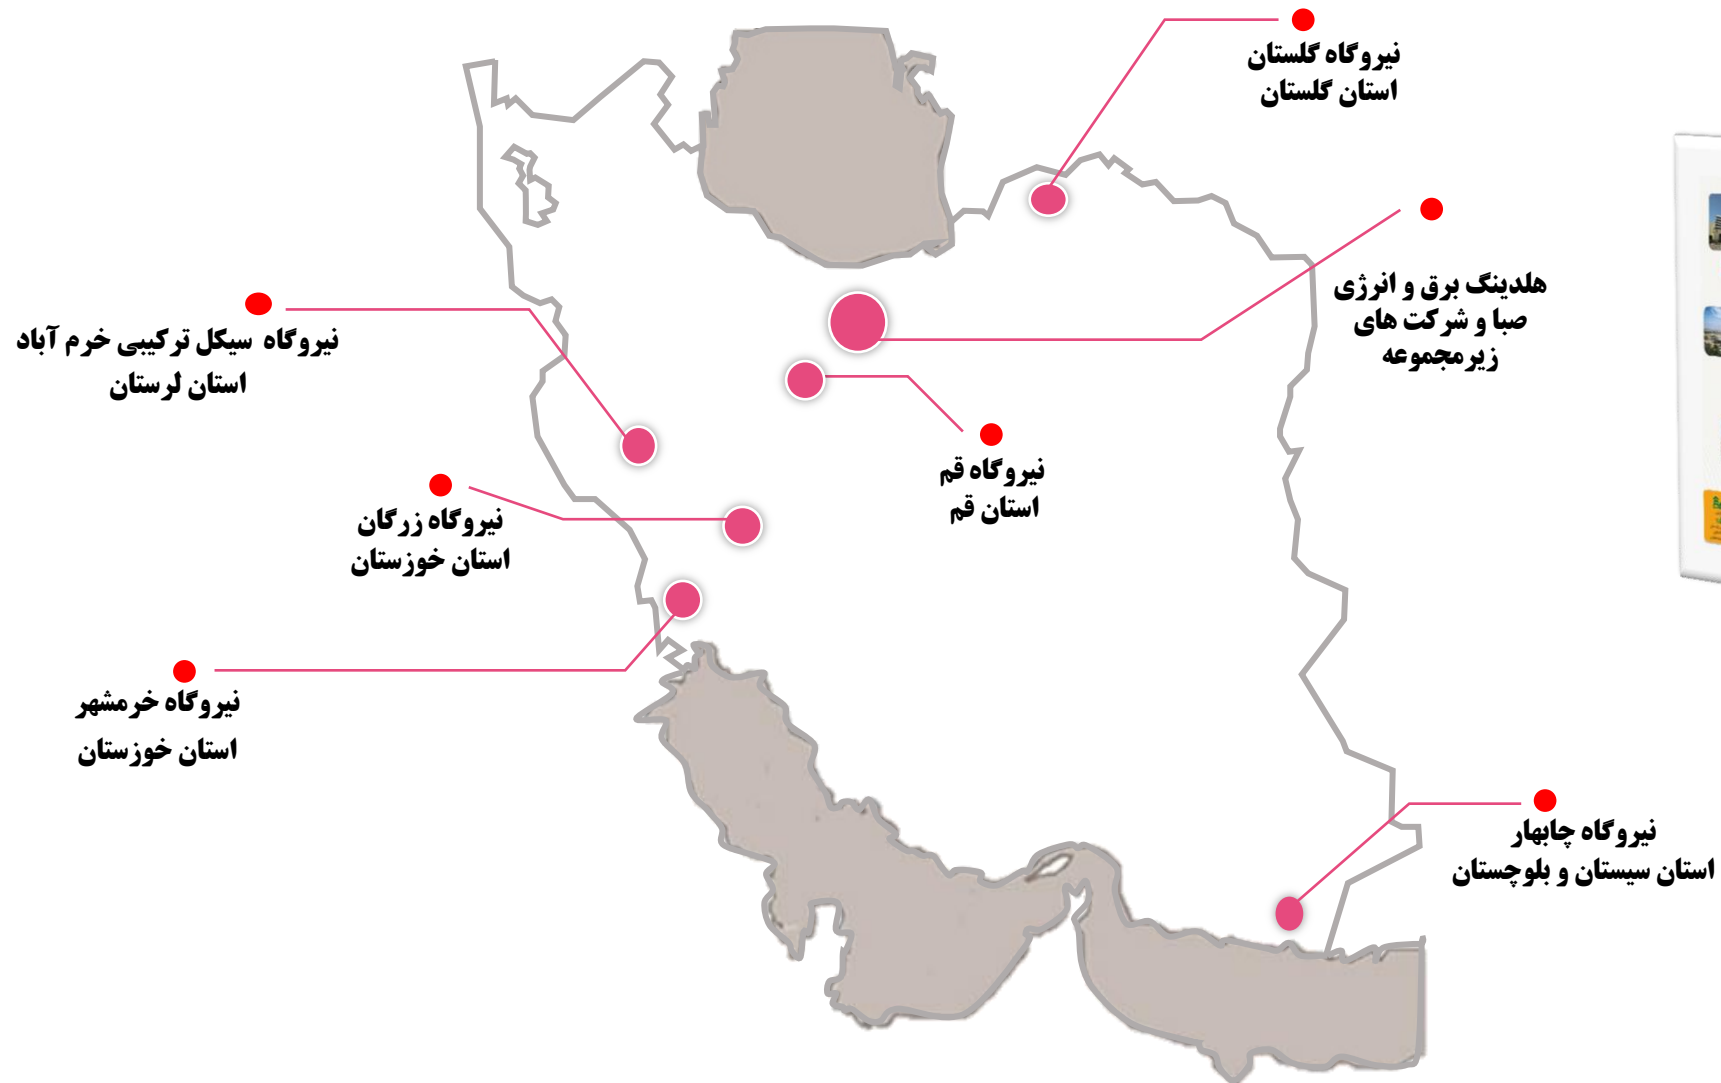 نیروگاه گلستان
استان گلستان
هلدینگ برق و انرژی
صبا و شرکت های
زیرمجموعه
نیروگاه سیکل ترکیبی خرم آباد
استان لرستان
نیروگاه قم
استان قم
نیروگاه زرگان
استان خوزستان
نیروگاه خرمشهر
استان خوزستان
نیروگاه چابهار
استان سیستان و بلوچستان